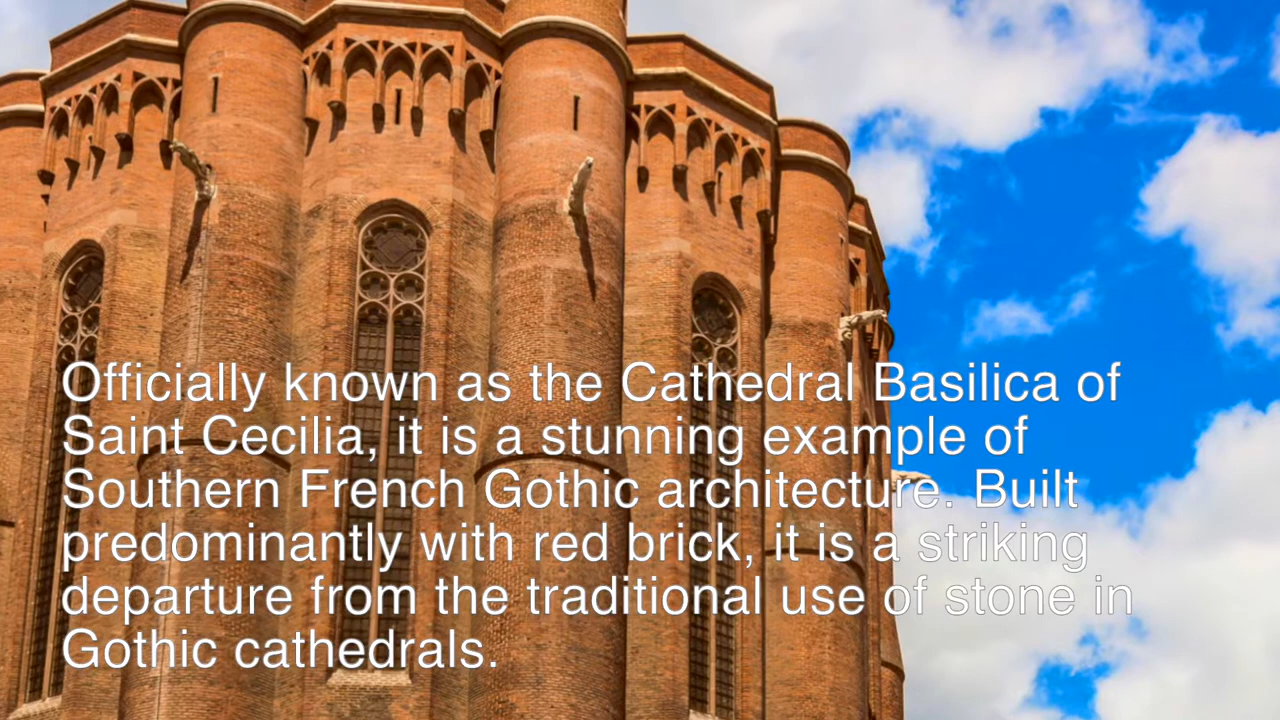 Officially known as the Cathedral Basilica of
Saint Cecilia, it is a stunning example of
Southern French Gothic architecture. Built
predominantly with red brick, it is a striking
departure from the traditional use of stone in
Gothic cathedrals.